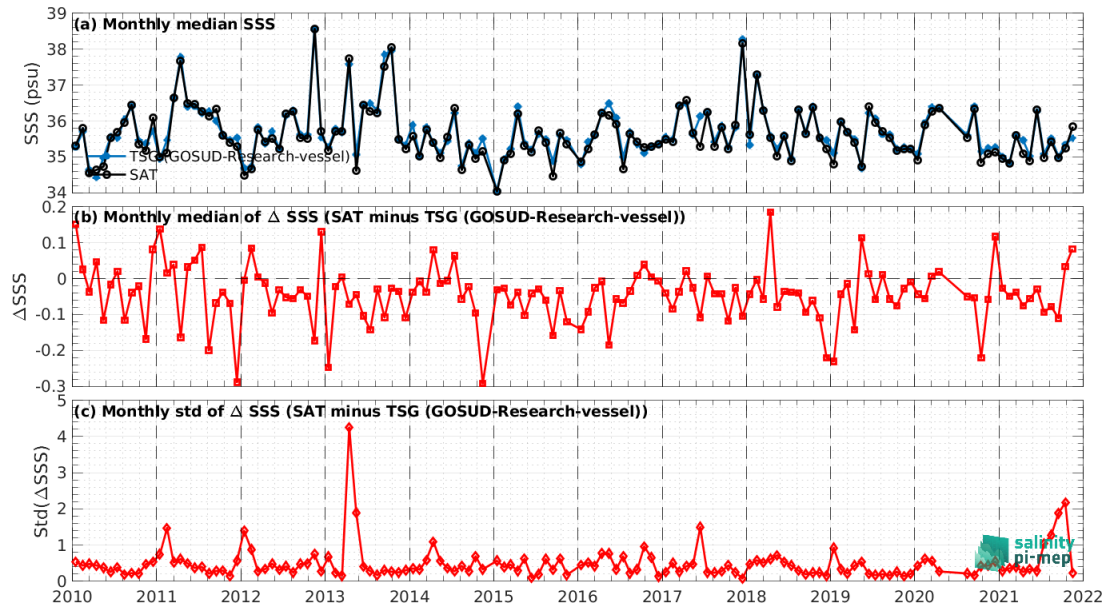 (a) Monthly median SSS
39
38
37
36
35
34
SSS (psu)
TSG (GOSUD-Research-vessel)
SAT
(b) Monthly median of Δ SSS (SAT minus TSG (GOSUD-Research-vessel))
0.2
0.1
0
-0.1
-0.2
-0.3
ΔSSS
(c) Monthly std of Δ SSS (SAT minus TSG (GOSUD-Research-vessel))
5
4
3
2
1
0
Std(ΔSSS)
salinity
pi-mep
2010 2011 2012 2013 2014 2015 2016 2017 2018 2019 2020 2021 2022